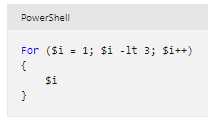 PowerShell
For ($i = 1; $i -lt 3; $i++)
{
    $i
}